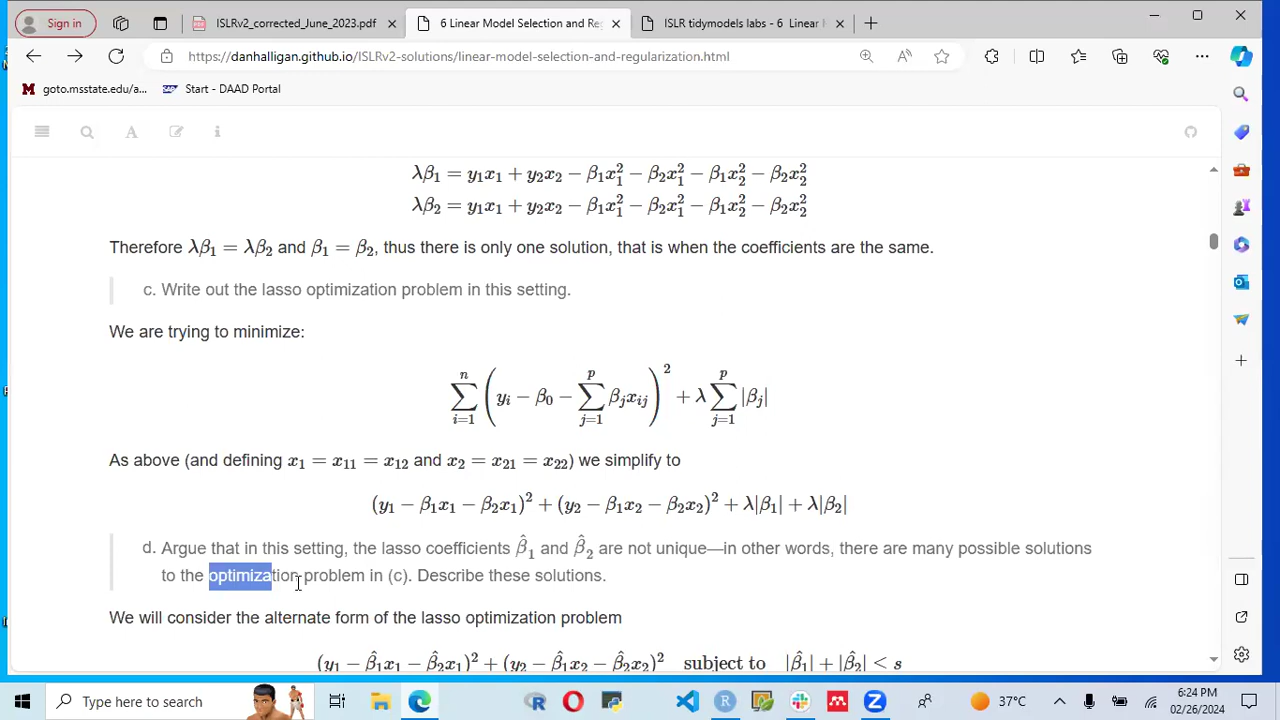 Sign in
ISLRv2_corrected_June_2023.pdf
6 Linear Model Selection and Re
ISLR tidymodels labs - 6 Linear M
https://danhalligan.github.io/ISLRv2-solutions/linear-model-selection-and-regularization.html
goto.msstate.edu/a...
Start - DAAD Portal
λβ₁ = y₁x₁ + y₂x₂ − β₁x₁² − β₂x₁² − β₁x₂² − β₂x₂²
λβ₂ = y₁x₁ + y₂x₂ − β₁x₁² − β₂x₁² − β₁x₂² − β₂x₂²
Therefore λβ₁ = λβ₂ and β₁ = β₂, thus there is only one solution, that is when the coefficients are the same.
c. Write out the lasso optimization problem in this setting.
We are trying to minimize:
∑ᵢ₌₁ⁿ (yᵢ − β₀ − ∑ⱼ₌₁ᵖ βⱼxᵢⱼ)² + λ ∑ⱼ₌₁ᵖ |βⱼ|
As above (and defining x₁ = x₁₁ = x₁₂ and x₂ = x₂₁ = x₂₂) we simplify to
(y₁ − β₁x₁ − β₂x₁)² + (y₂ − β₁x₂ − β₂x₂)² + λ|β₁| + λ|β₂|
d. Argue that in this setting, the lasso coefficients β̂₁ and β̂₂ are not unique—in other words, there are many possible solutions
to the optimization problem in (c). Describe these solutions.
We will consider the alternate form of the lasso optimization problem
(y₁ − β̂₁x₁ − β̂₂x₁)² + (y₂ − β̂₁x₂ − β̂₂x₂)² subject to |β̂₁| + |β̂₂| < s
Type here to search
37°C
6:24 PM
02/26/2024